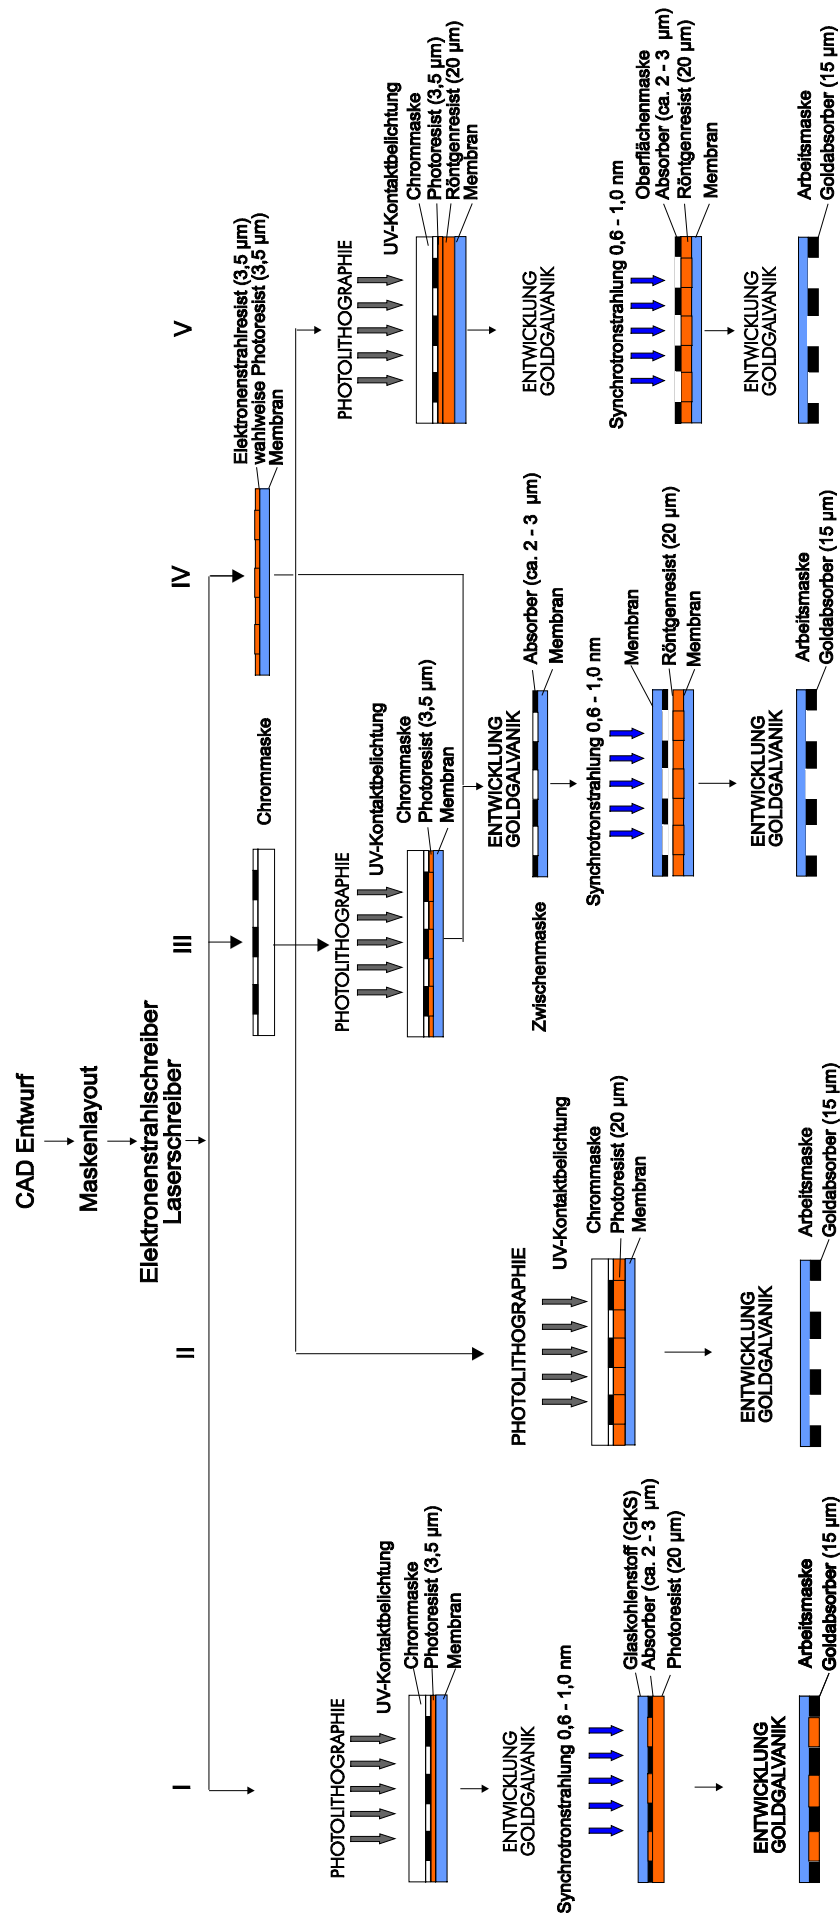 CAD Entwurf
Maskenlayout
Elektronenstrahlschreiber
Laserschreiber
I
II
III
IV
V
PHOTOLITHOGRAPHIE
UV-Kontaktbelichtung
Chrommaske
Photoresist (3,5 µm)
Membran
ENTWICKLUNG
GOLDGALVANIK
Synchrotronstrahlung 0,6 - 1,0 nm
Glaskohlenstoff (GKS)
Absorber (ca. 2 - 3 µm)
Photoresist (20 µm)
ENTWICKLUNG
GOLDGALVANIK
Arbeitsmaske
Goldabsorber (15 µm)
PHOTOLITHOGRAPHIE
UV-Kontaktbelichtung
Chrommaske
Photoresist (20 µm)
Membran
ENTWICKLUNG
GOLDGALVANIK
Arbeitsmaske
Goldabsorber (15 µm)
Chrommaske
PHOTOLITHOGRAPHIE
UV-Kontaktbelichtung
Chrommaske
Photoresist (3,5 µm)
Membran
Elektronenstrahlresist (3,5 µm)
wahlweise Photoresist (3,5 µm)
Membran
ENTWICKLUNG
GOLDGALVANIK
Zwischenmaske
Absorber (ca. 2 - 3 µm)
Membran
Synchrotronstrahlung 0,6 - 1,0 nm
Membran
Röntgenresist (20 µm)
Membran
ENTWICKLUNG
GOLDGALVANIK
Arbeitsmaske
Goldabsorber (15 µm)
PHOTOLITHOGRAPHIE
UV-Kontaktbelichtung
Chrommaske
Photoresist (3,5 µm)
Röntgenresist (20 µm)
Membran
ENTWICKLUNG
GOLDGALVANIK
Synchrotronstrahlung 0,6 - 1,0 nm
Oberflächenmaske
Absorber (ca. 2 - 3 µm)
Röntgenresist (20 µm)
Membran
ENTWICKLUNG
GOLDGALVANIK
Arbeitsmaske
Goldabsorber (15 µm)